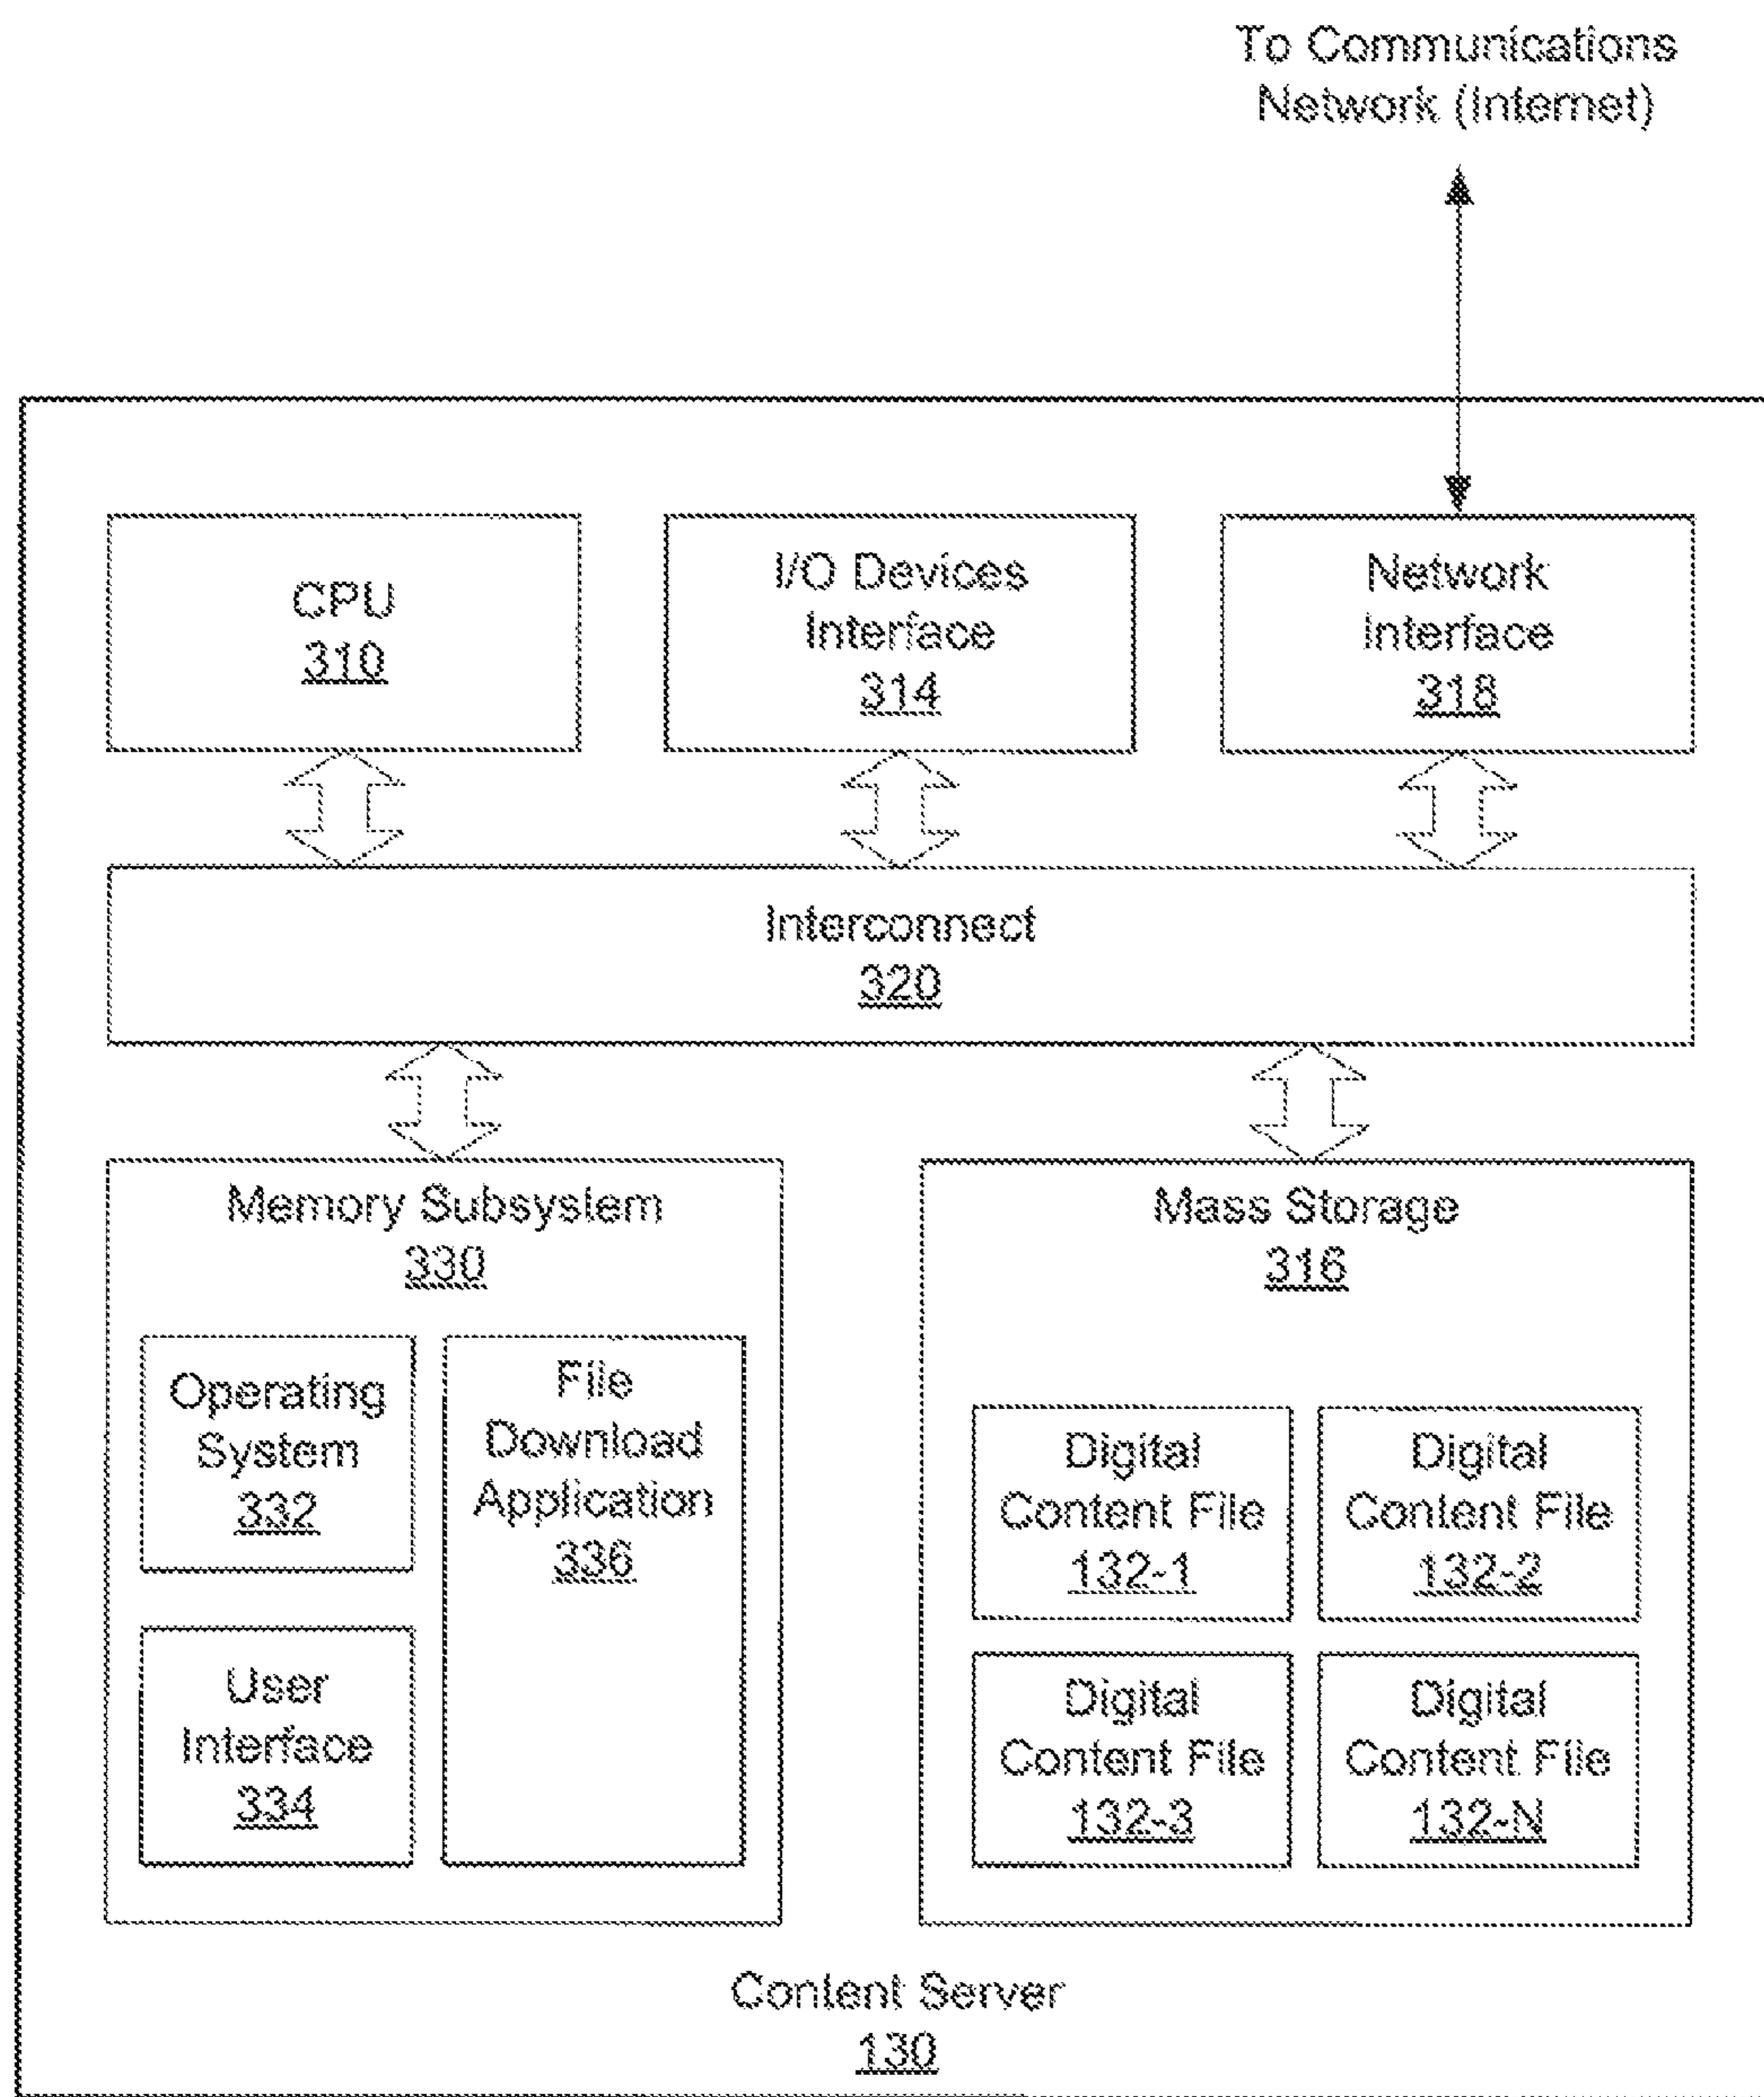 To Communications
Network (Internet)
CPU
310
I/O Devices
Interface
314
Network
Interface
318
Interconnect
320
Memory Subsystem
330
Operating
System
332
User
Interface
334
File
Download
Application
336
Mass Storage
316
Digital
Content File
132-1
Digital
Content File
132-2
Digital
Content File
132-3
Digital
Content File
132-N
Content Server
130